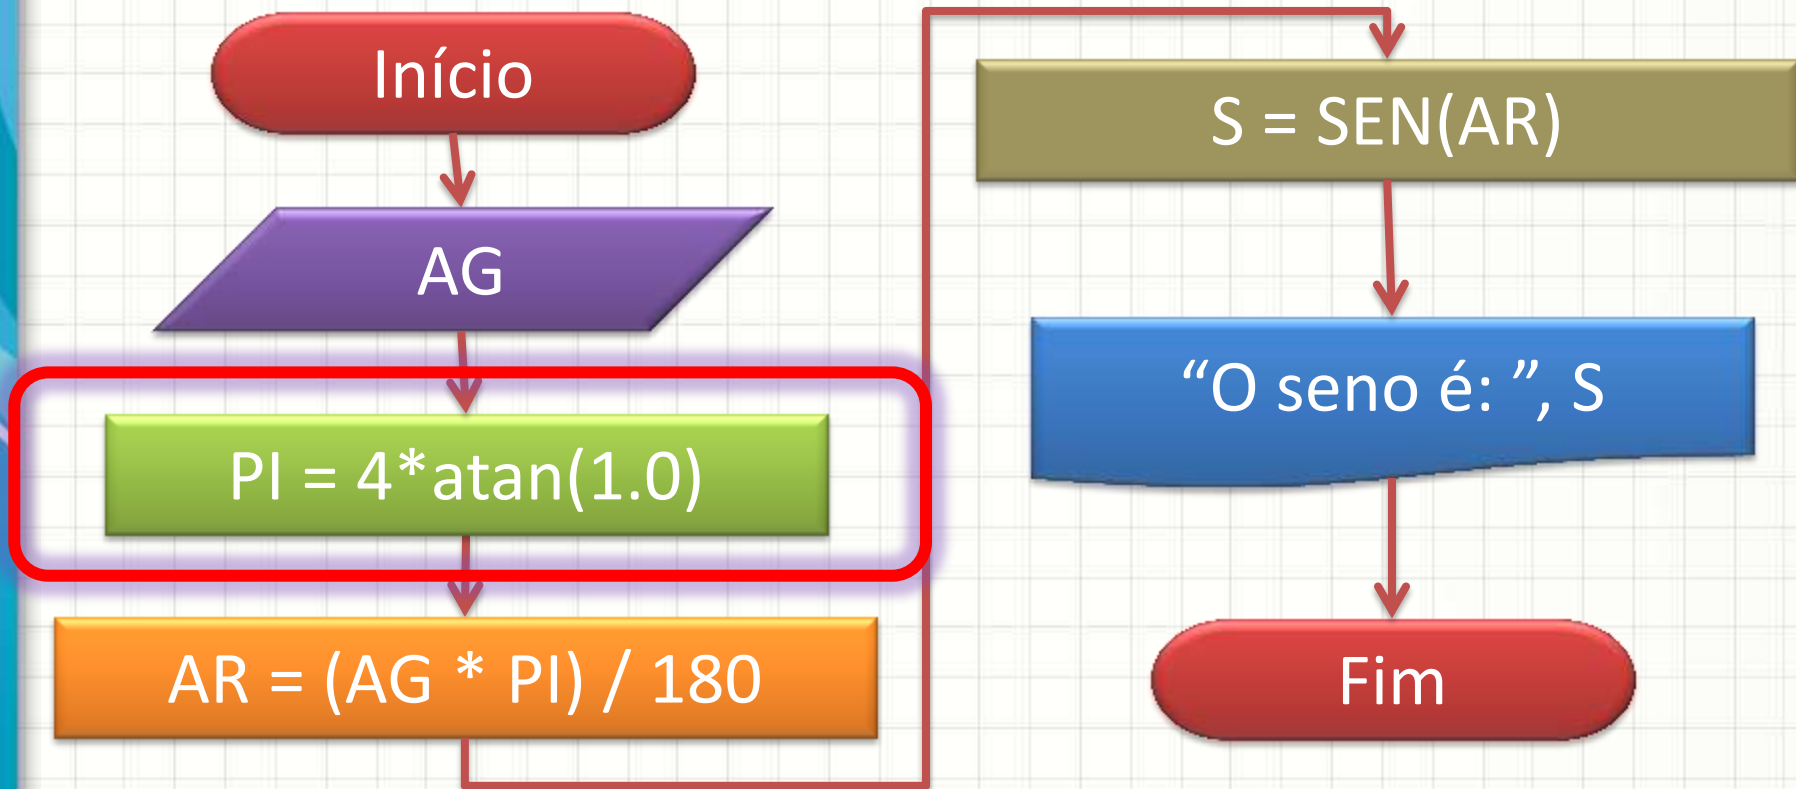 Início
AG
PI = 4*atan(1.0)
AR = (AG * PI) / 180
S = SEN(AR)
“O seno é: ”, S
Fim